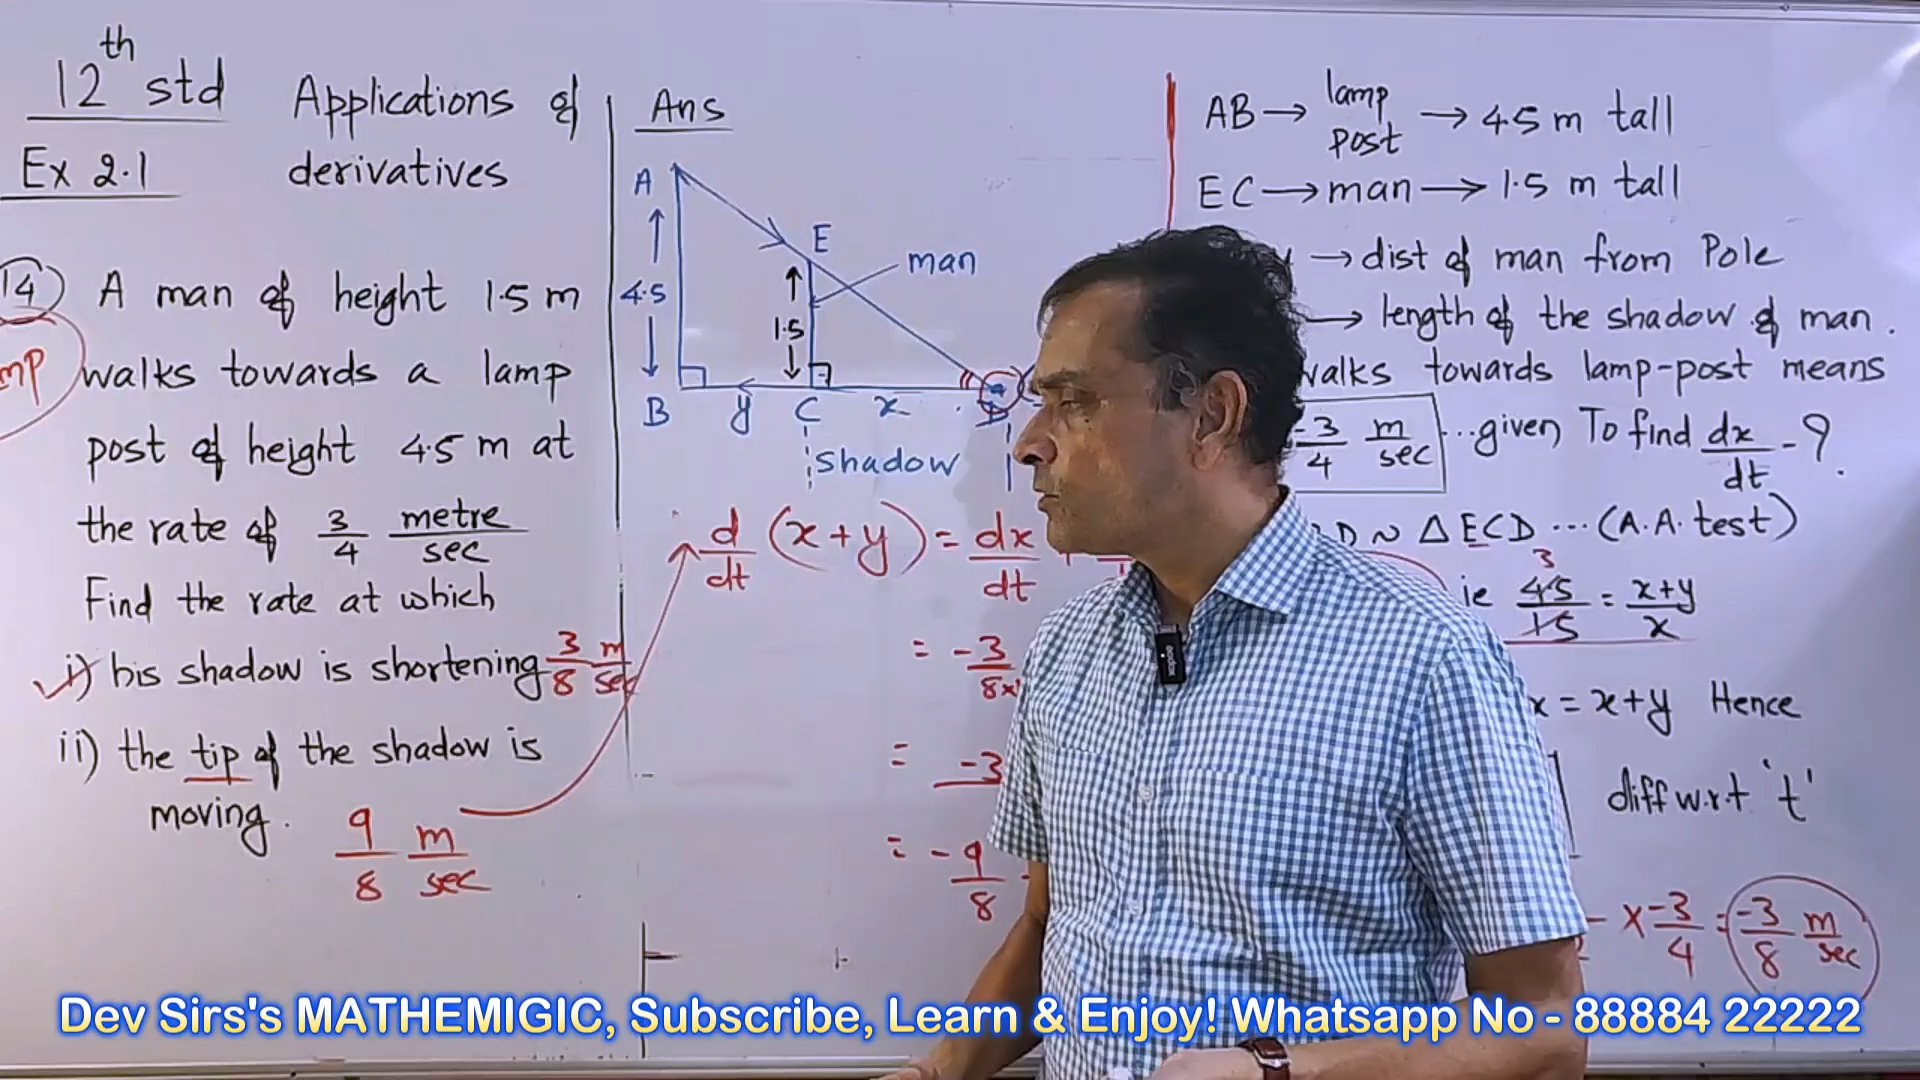 12th std
Applications of derivatives
Ex 2.1
14) A man of height 1.5 m
walks towards a lamp
post of height 4.5 m at
the rate of 3/4 metre/sec
Find the rate at which
i) his shadow is shortening 3/8 m/sec
ii) the tip of the shadow is
moving. 9/8 m/sec
Ans
A
E
man
4.5
1.5
B y C x D
shadow
d/dt (x+y) = dx/dt +
= -3/8
= -3
= -9/8
AB → lamp post → 4.5 m tall
EC → man → 1.5 m tall
→ dist of man from Pole
→ length of the shadow of man.
walks towards lamp-post means
-3/4 m/sec ...given To find dx/dt - ?
~ Δ ECD ... (A.A. test)
3
ie 4.5/1.5 = x+y/x
x = x+y Hence
diff w.r.t 't'
× -3/4 = -3/8 m/sec
Dev Sirs's MATHEMIGIC, Subscribe, Learn & Enjoy! Whatsapp No - 88884 22222